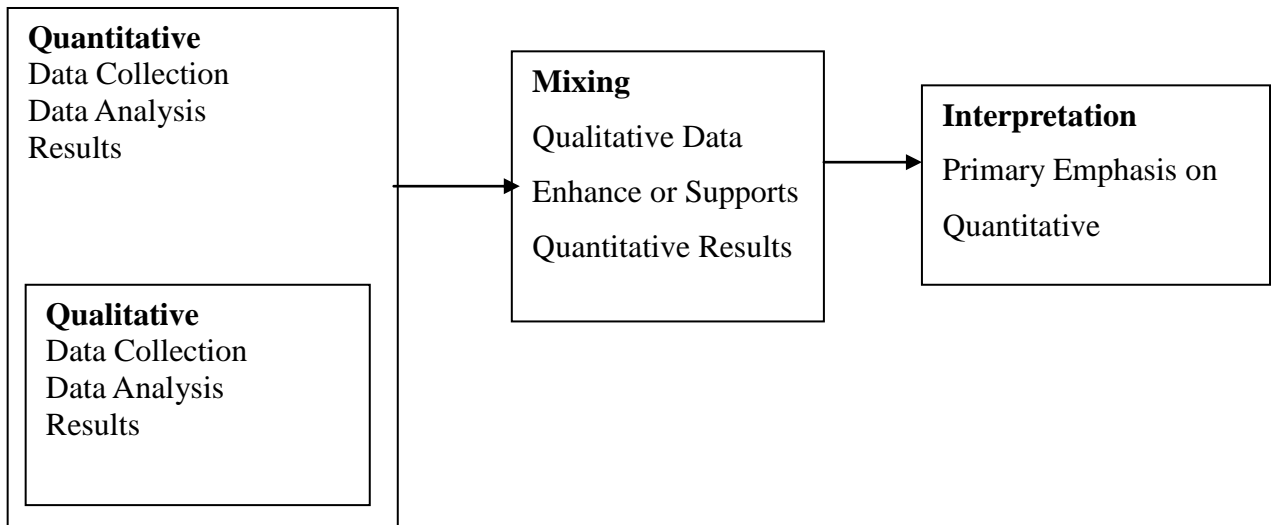 Quantitative
Data Collection
Data Analysis
Results
Qualitative
Data Collection
Data Analysis
Results
Mixing
Qualitative Data
Enhance or Supports
Quantitative Results
Interpretation
Primary Emphasis on
Quantitative